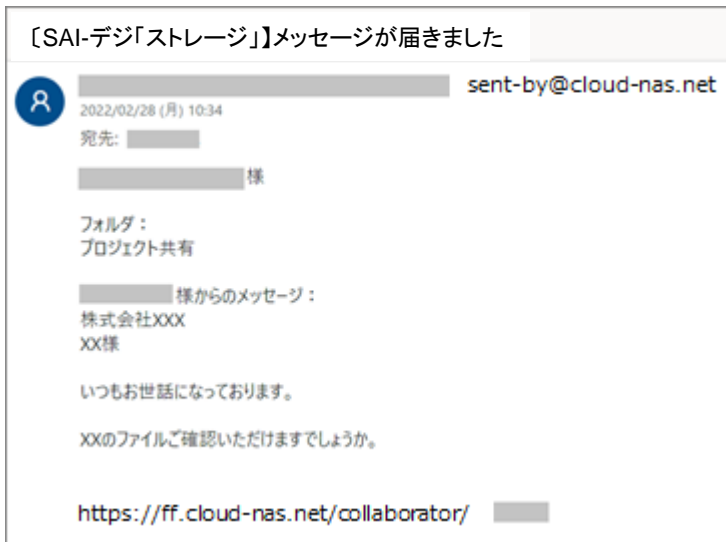 〔SAI-デジ「ストレージ」】メッセージが届きました
sent-by@cloud-nas.net
2022/02/28 (月) 10:34
宛先:
様
フォルダ：
プロジェクト共有
様からのメッセージ：
株式会社XXX
XX様
いつもお世話になっております。
XXのファイルご確認いただけますでしょうか。
https://ff.cloud-nas.net/collaborator/